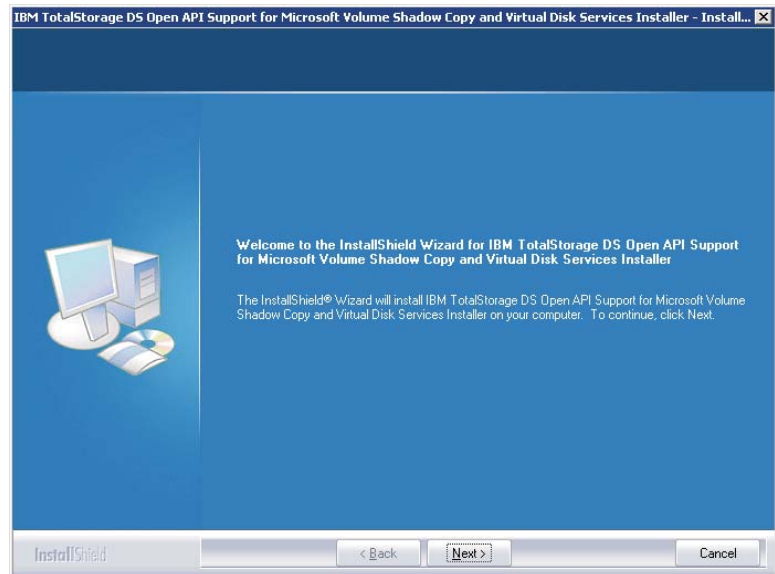 IBM TotalStorage DS Open API Support for Microsoft Volume Shadow Copy and Virtual Disk Services Installer - Install...
Welcome to the InstallShield Wizard for IBM TotalStorage DS Open API Support
for Microsoft Volume Shadow Copy and Virtual Disk Services Installer
The InstallShield® Wizard will install IBM TotalStorage DS Open API Support for Microsoft Volume
Shadow Copy and Virtual Disk Services Installer on your computer. To continue, click Next.
InstallShield
< Back
Next >
Cancel